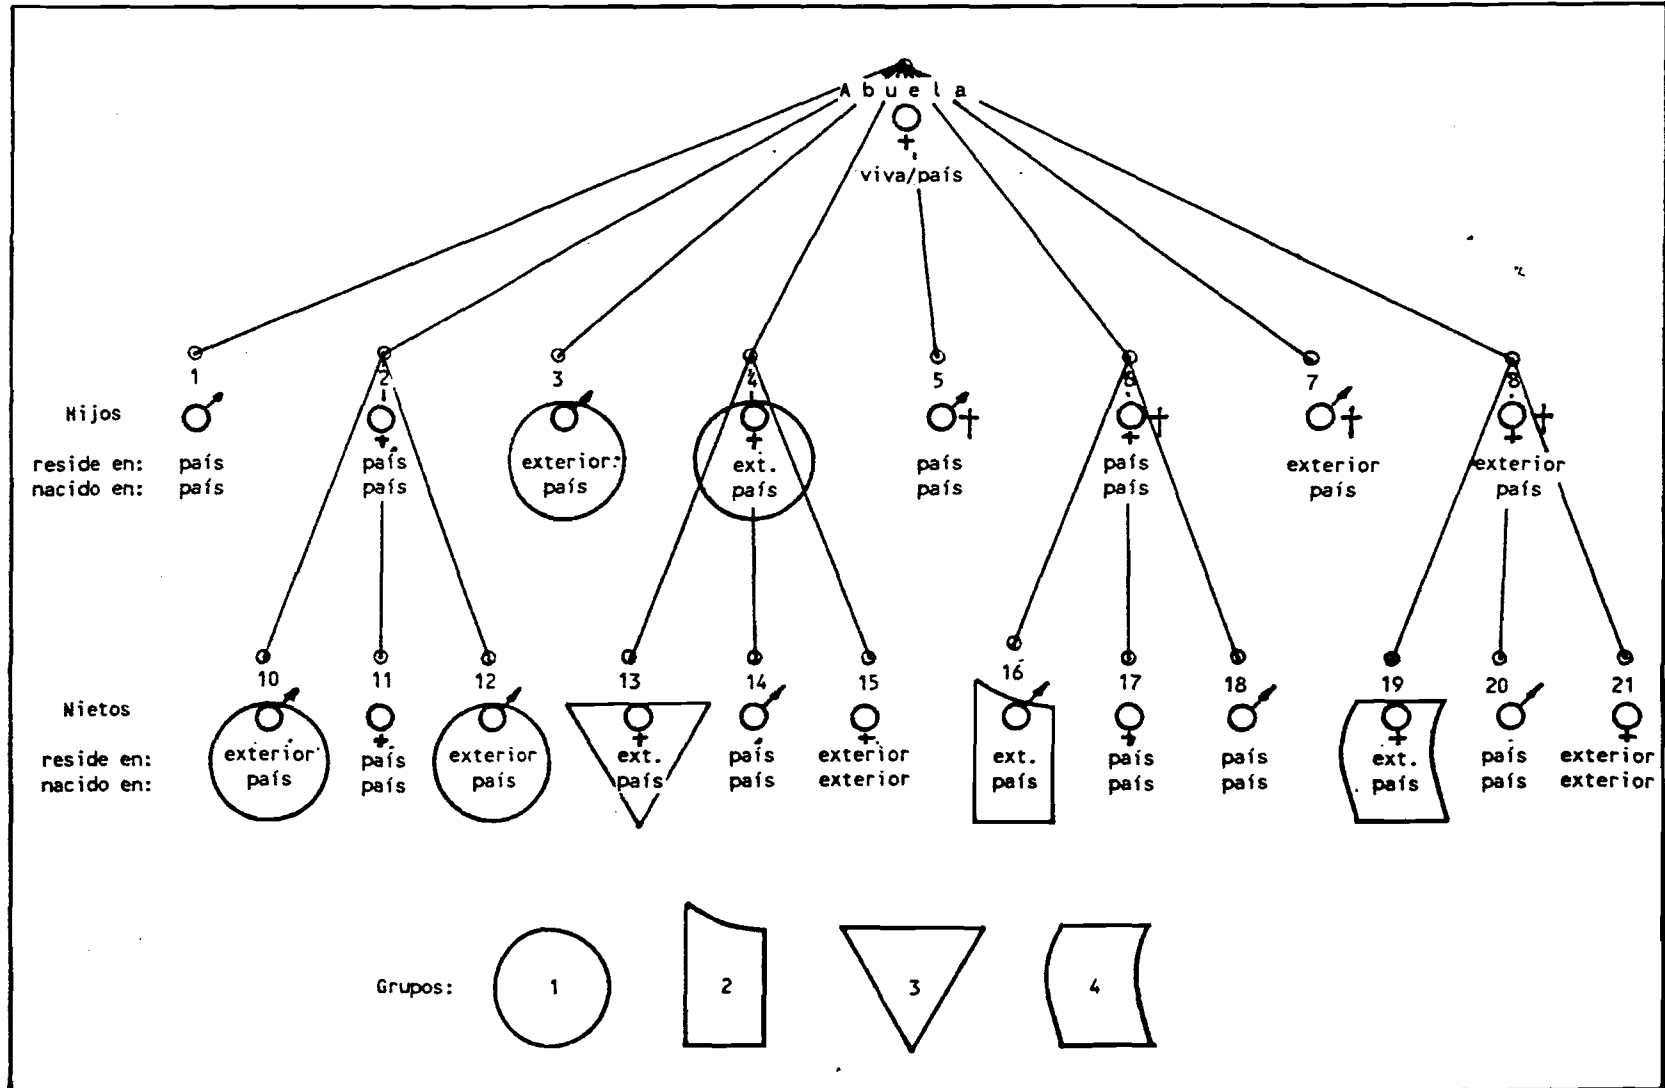 Abuela
viva/país
1 2 3 4 5 6 7 8
Hijos
reside en: país país exterior ext. país país exterior exterior
nacido en: país país país país país país país país
10 11 12 13 14 15 16 17 18 19 20 21
Nietos
reside en: exterior país exterior ext. país exterior ext. país país ext. país exterior
nacido en: país país país país país exterior país país país país país exterior
Grupos: 1 2 3 4